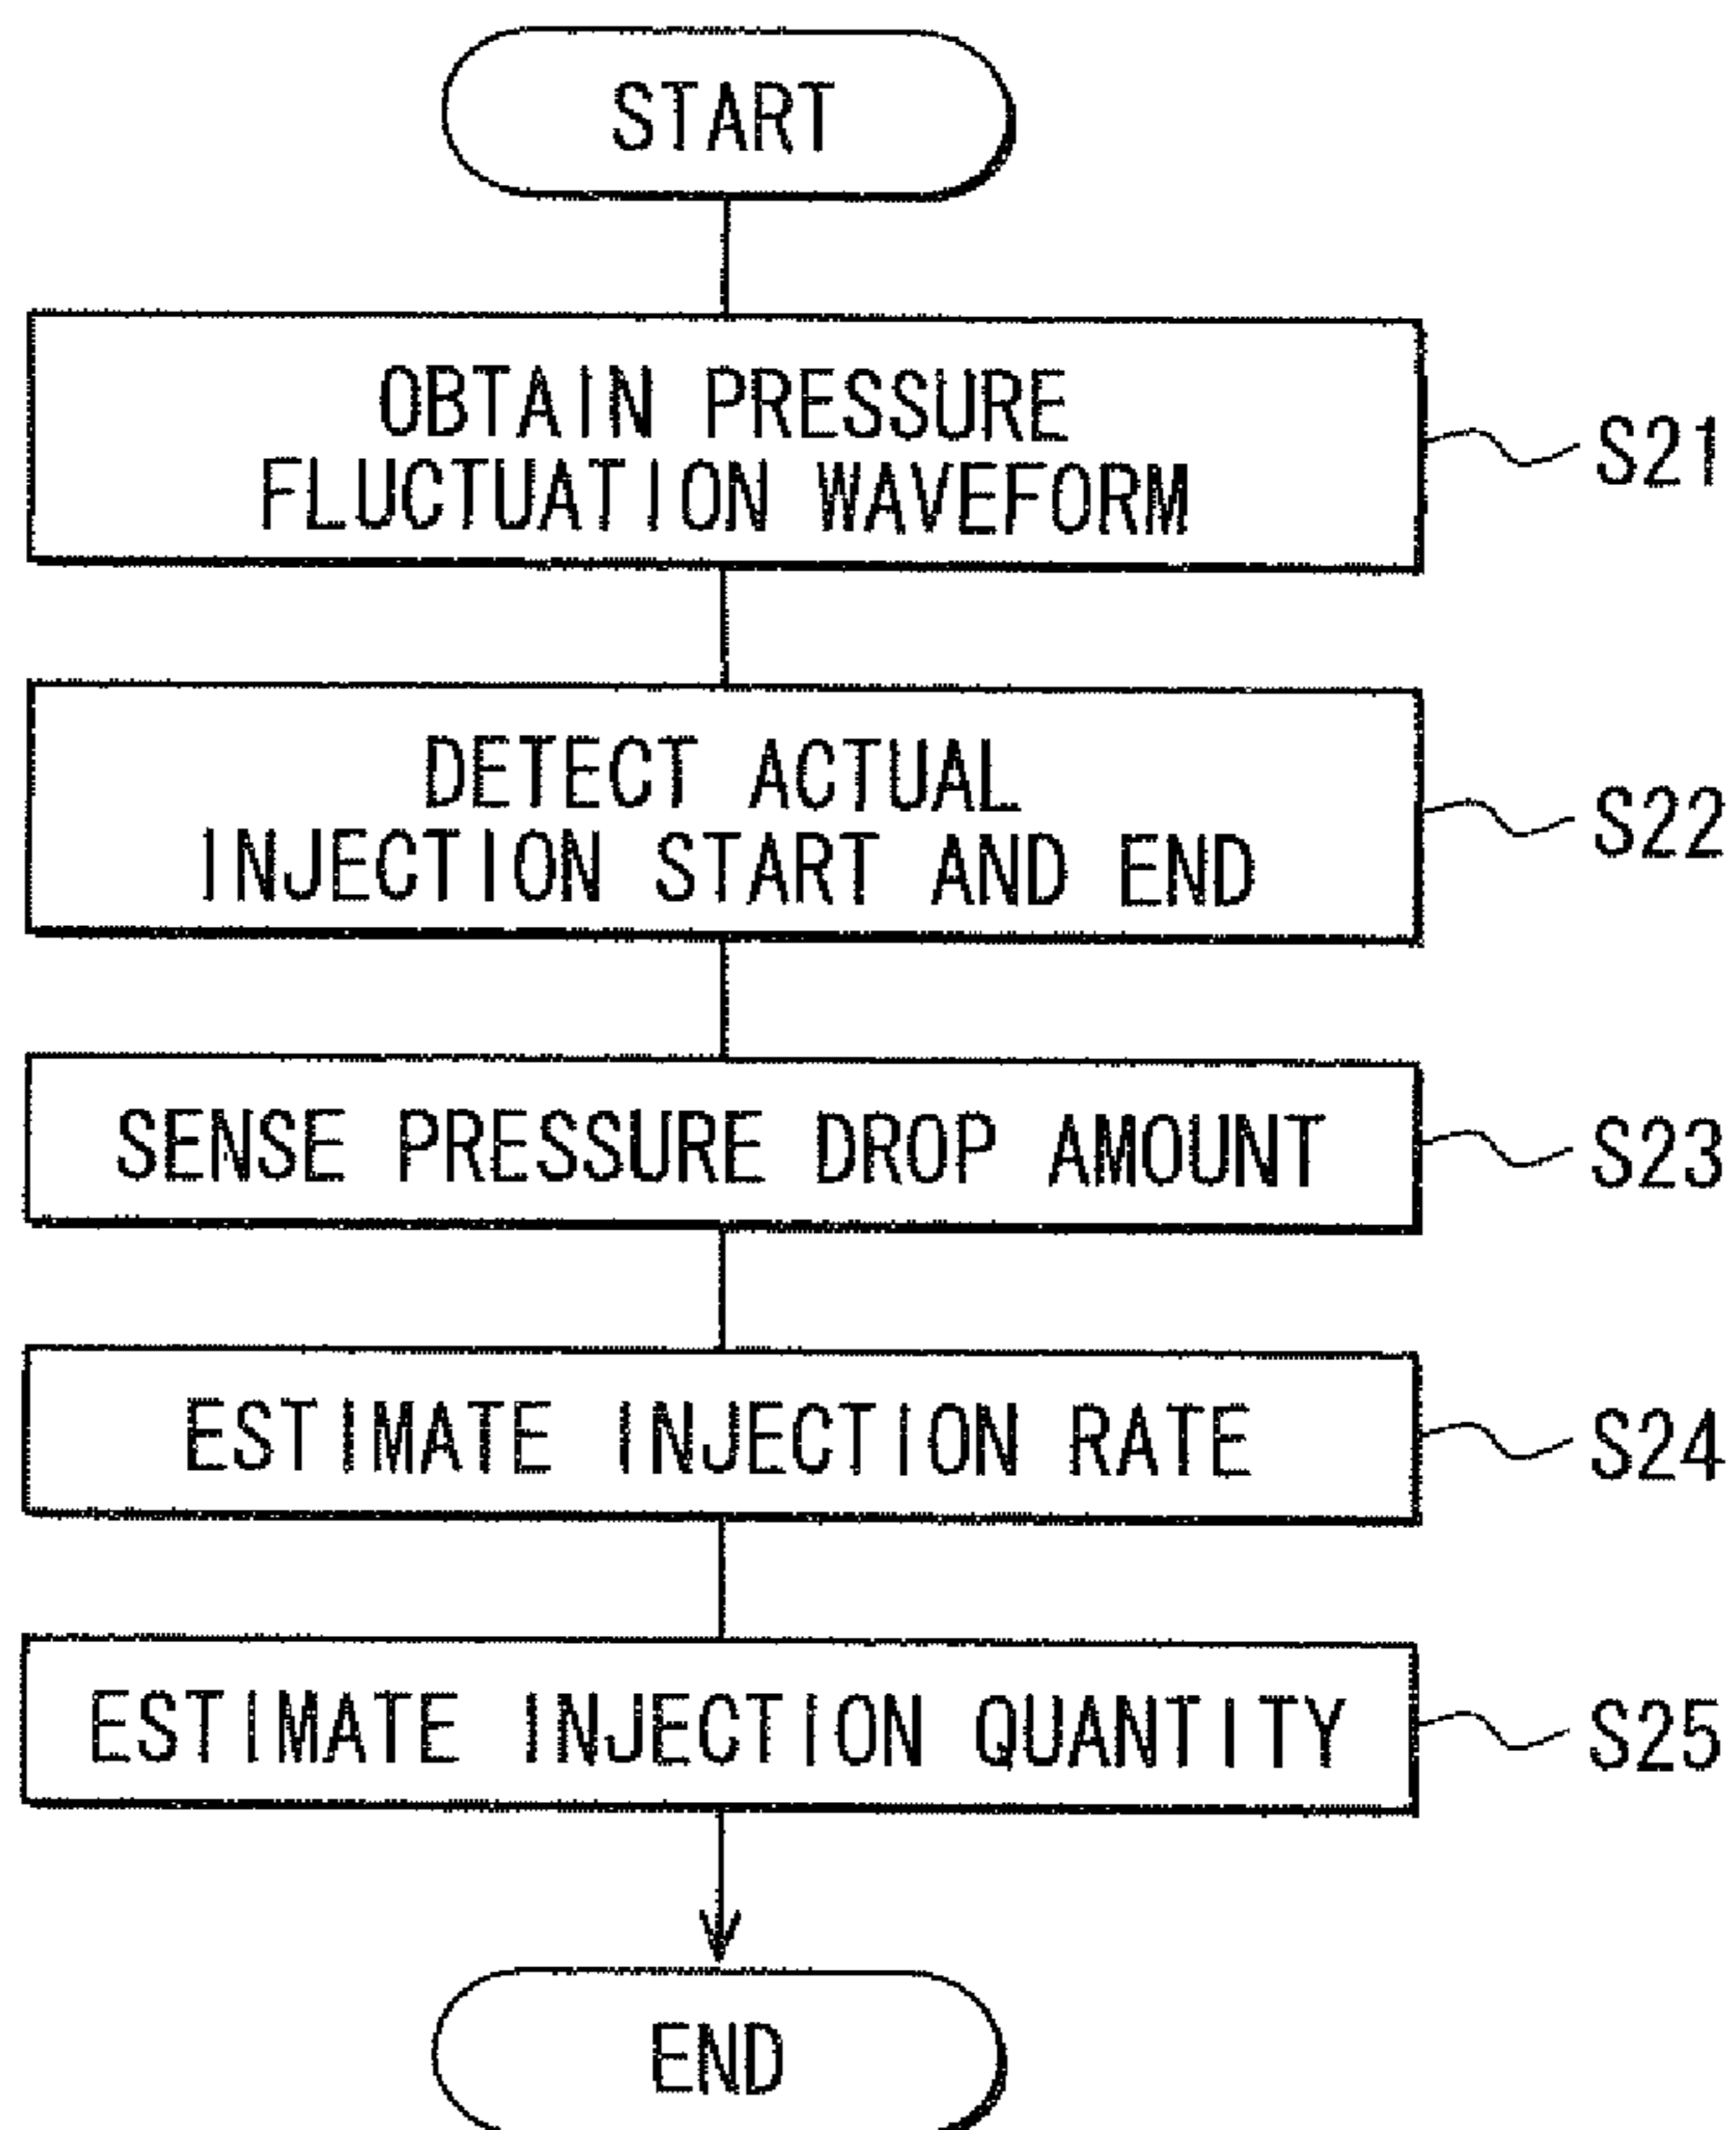 START
OBTAIN PRESSURE
FLUCTUATION WAVEFORM
S21
DETECT ACTUAL
INJECTION START AND END
S22
SENSE PRESSURE DROP AMOUNT
S23
ESTIMATE INJECTION RATE
S24
ESTIMATE INJECTION QUANTITY
S25
END